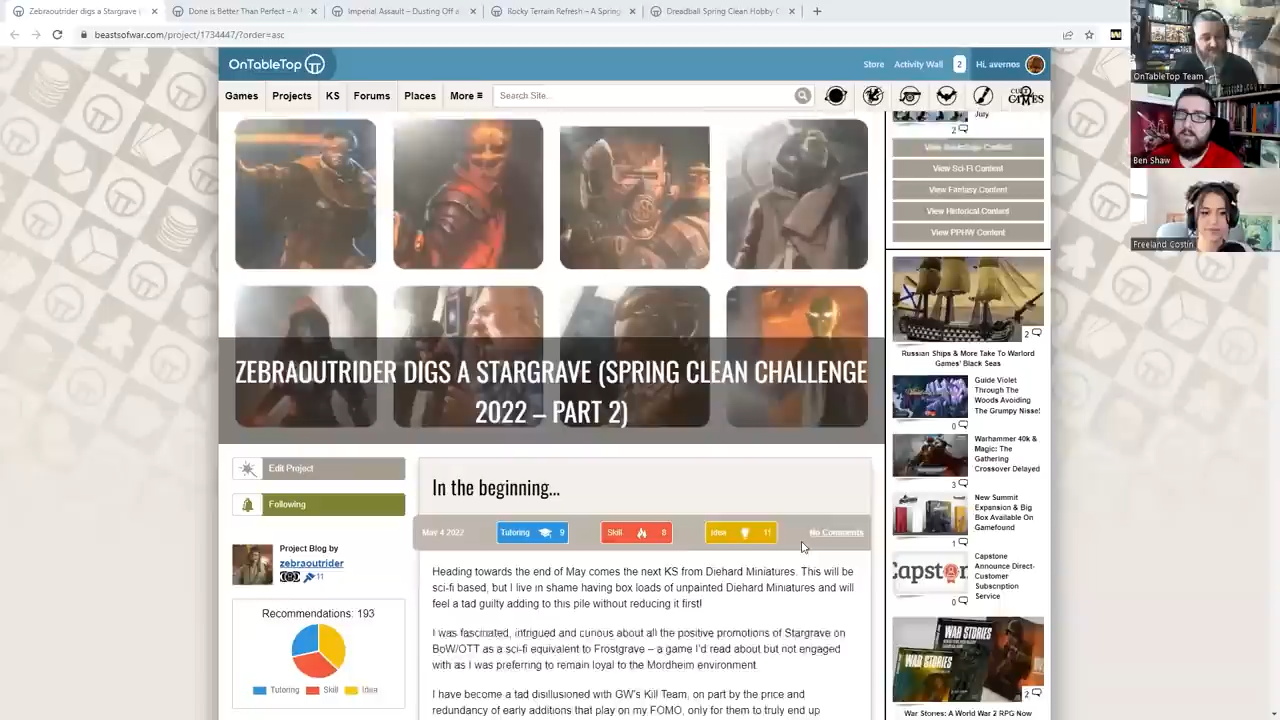 Zebraoutrider digs a Stargrave (
Done is Better Than Perfect – A
Imperial Assault – Dusting Off a
Rocky Terrain Refresh – A Spring
Dreadball Spring Clean Hobby C
beastsofwar.com/project/1734447/?order=asc
OnTableTop
Store
Activity Wall
2
Hi, avernos
Games
Projects
KS
Forums
Places
More ≡
Search Site...
GAMES
ZEBRAOUTRIDER DIGS A STARGRAVE (SPRING CLEAN CHALLENGE
2022 – PART 2)
Edit Project
Following
Project Blog by
zebraoutrider
11
Recommendations: 193
Tutoring
Skill
Idea
In the beginning...
May 4 2022
Tutoring 9
Skill 8
Idea 11
No Comments
Heading towards the end of May comes the next KS from Diehard Miniatures. This will be
sci-fi based, but I live in shame having box loads of unpainted Diehard Miniatures and will
feel a tad guilty adding to this pile without reducing it first!
I was fascinated, intrigued and curious about all the positive promotions of Stargrave on
BoW/OTT as a sci-fi equivalent to Frostgrave – a game I'd read about but not engaged
with as I was preferring to remain loyal to the Mordheim environment
I have become a tad disillusioned with GW's Kill Team, on part by the price and
redundancy of early additions that play on my FOMO, only for them to truly end up
July
2
View Content
View Sci-Fi Content
View Fantasy Content
View Historical Content
View PPHW Content
2
Russian Ships & More Take To Warlord
Games' Black Seas
Guide Violet
Through The
Woods Avoiding
The Grumpy Nisse!
0
Warhammer 40k &
Magic: The
Gathering
Crossover Delayed
3
New Summit
Expansion & Big
Box Available On
Gamefound
1
Capstone
Announce Direct-
Customer
Subscription
Service
0
WAR STORIES
WAR STORIES
2
War Stories: A World War 2 RPG Now
OnTableTop Team
Ben Shaw
Freeland Costin